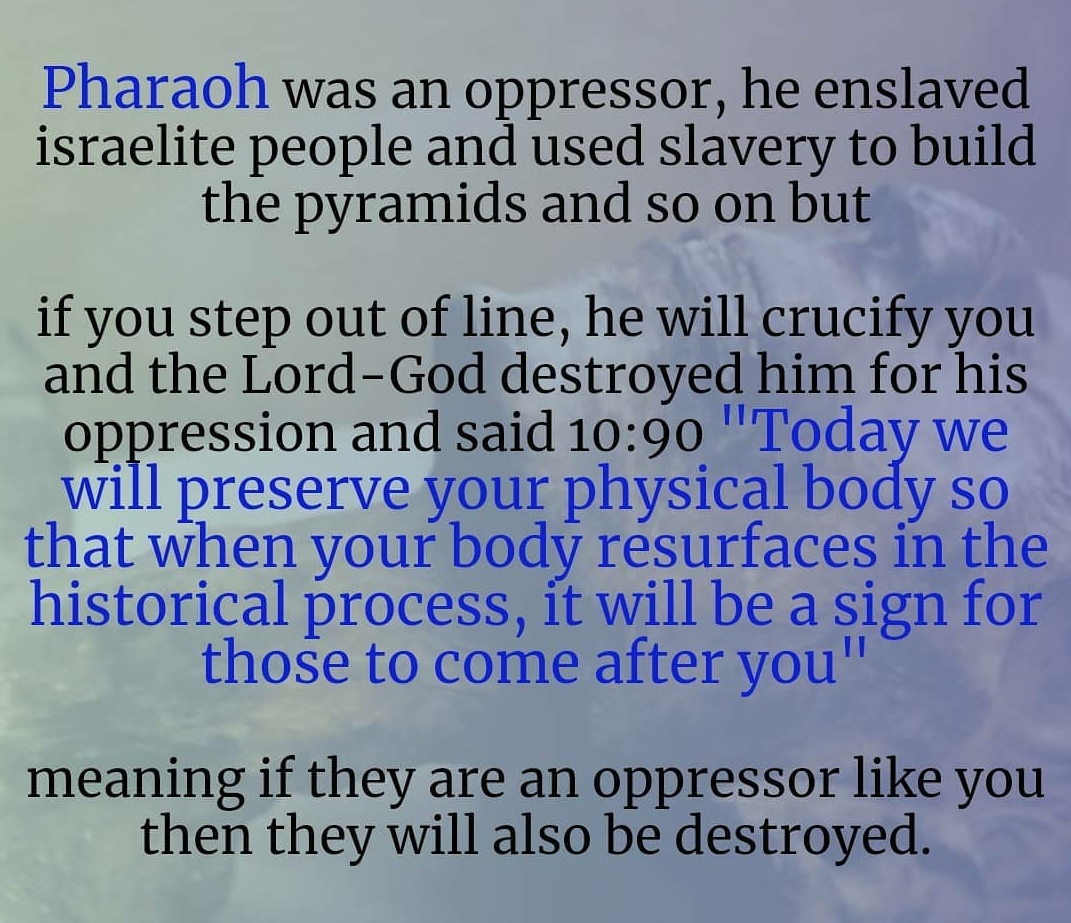 Pharaoh was an oppressor, he enslaved
israelite people and used slavery to build
the pyramids and so on but
if you step out of line, he will crucify you
and the Lord-God destroyed him for his
oppression and said 10:90 "Today we
will preserve your physical body so
that when your body resurfaces in the
historical process, it will be a sign for
those to come after you"
meaning if they are an oppressor like you
then they will also be destroyed.